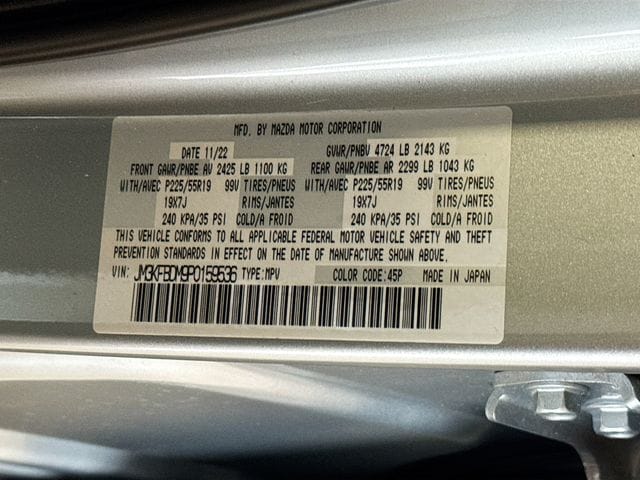 MFD. BY MAZDA MOTOR CORPORATION
DATE 11/22 GVWR/PNBV 4724 LB 2143 KG
FRONT GAWR/PNBE AV 2425 LB 1100 KG REAR GAWR/PNBE AR 2299 LB 1043 KG
WITH/AVEC P225/55R19 99V TIRES/PNEUS WITH/AVEC P225/55R19 99V TIRES/PNEUS
19X7J RIMS/JANTES 19X7J RIMS/JANTES
240 KPA/35 PSI COLD/A FROID 240 KPA/35 PSI COLD/A FROID
THIS VEHICLE CONFORMS TO ALL APPLICABLE FEDERAL MOTOR VEHICLE SAFETY AND THEFT
PREVENTION STANDARDS IN EFFECT ON THE DATE OF MANUFACTURE SHOWN ABOVE.
VIN: JM3KFBDM9P0159536 TYPE:MPV COLOR CODE:45P MADE IN JAPAN